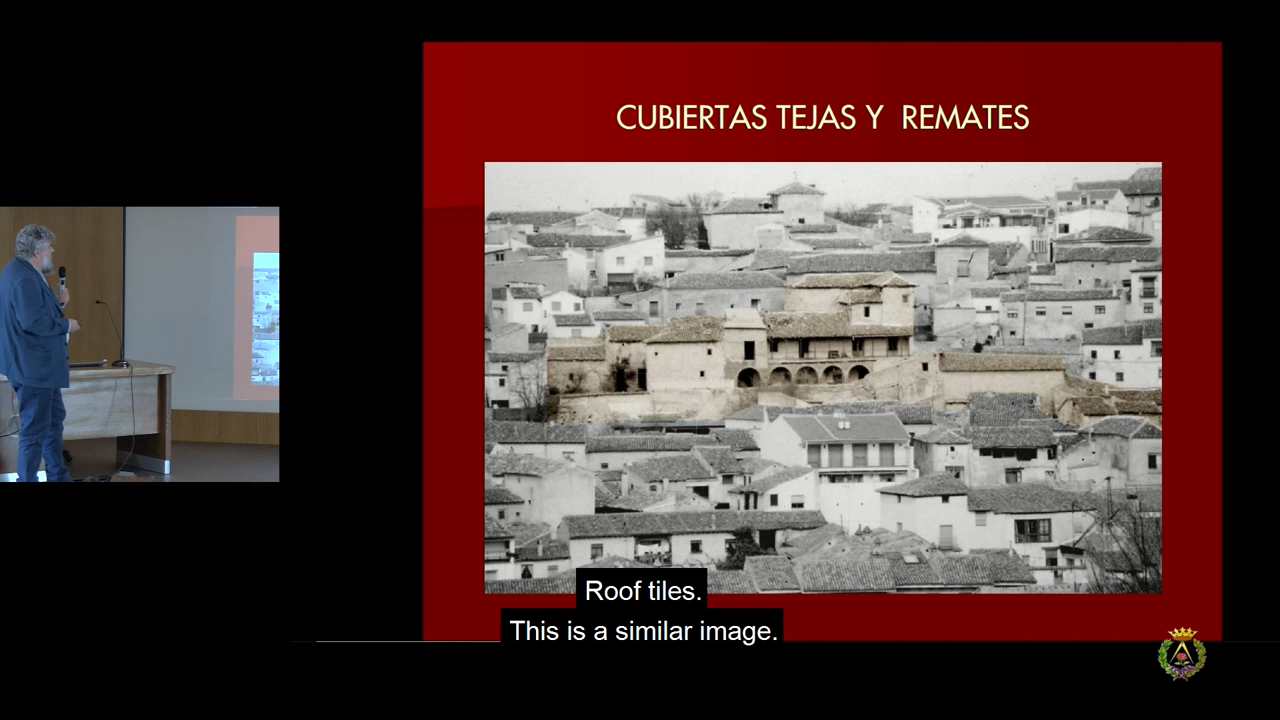 CUBIERTAS TEJAS Y REMATES
Roof tiles.
This is a similar image.